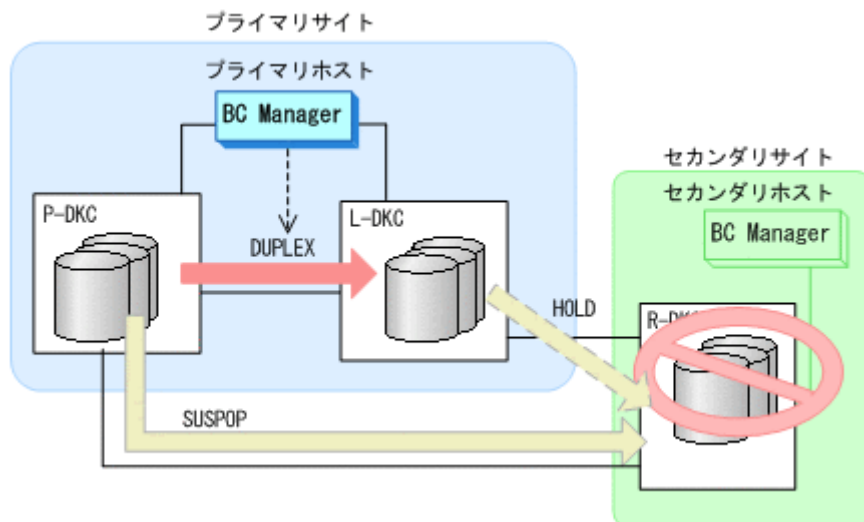 プライマリサイト
プライマリホスト
BC Manager
セカンダリサイト
セカンダリホスト
BC Manager
P-DKC
L-DKC
DUPLEX
HOLD
SUSPOP